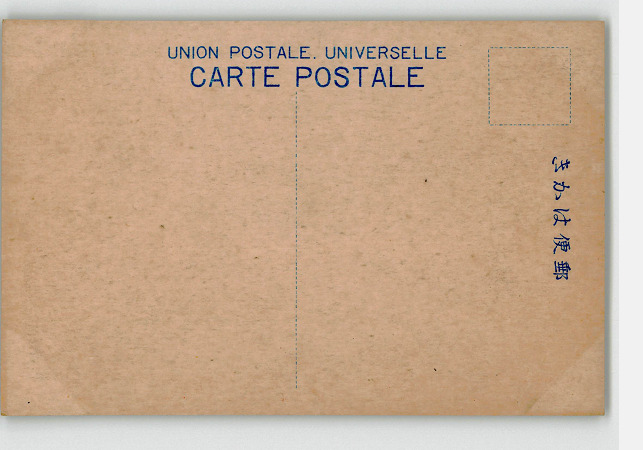 UNION POSTALE. UNIVERSELLE
CARTE POSTALE
きかは便郵